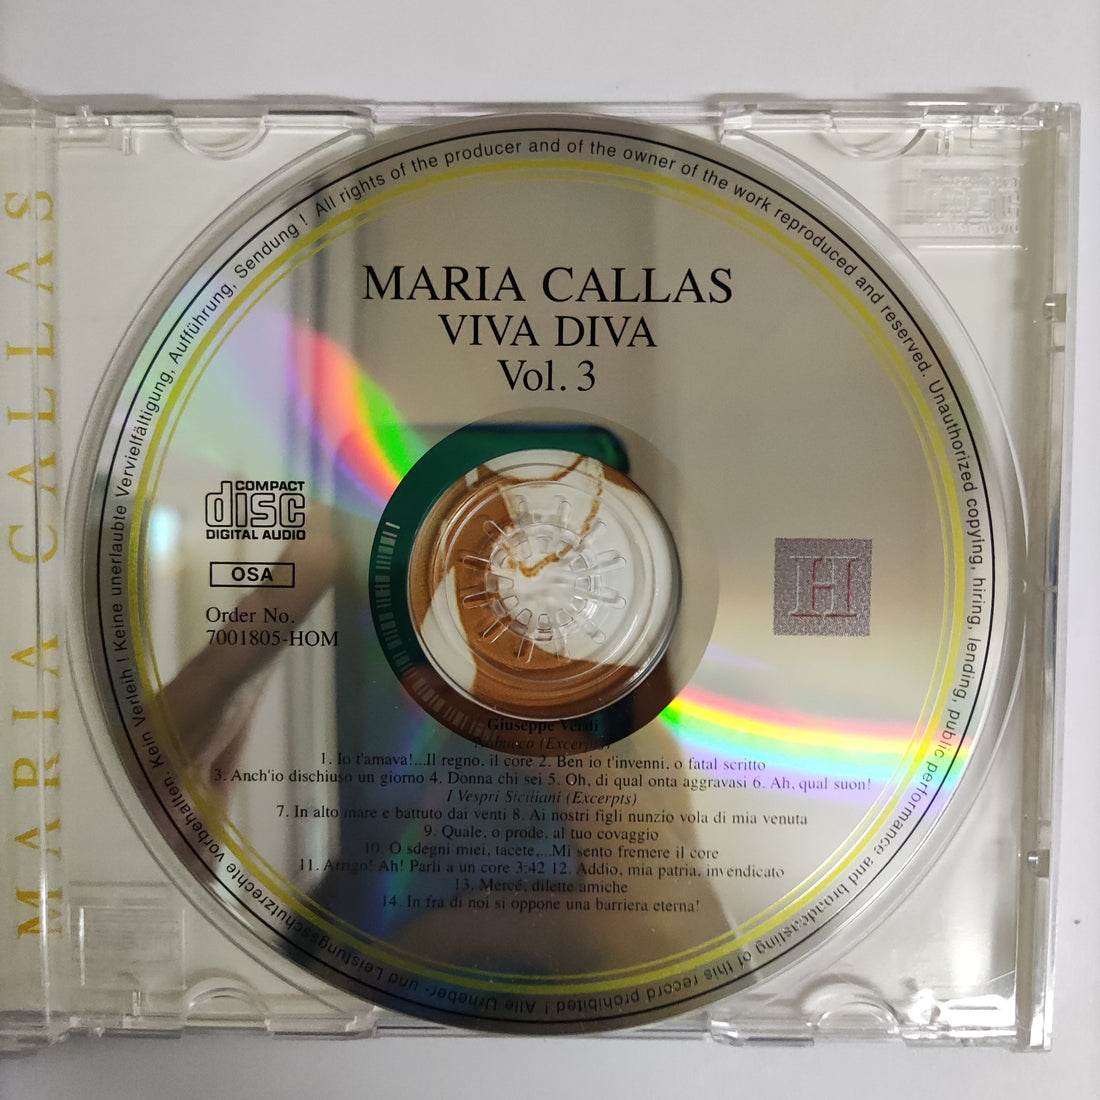 MARIA CALLAS
All rights of the producer and of the owner of the work reproduced and reserved. Unauthorized copying, hiring, lending, public performance and broadcasting of this record prohibited ! Alle Urheber- und Leistungsschutzrechte vorbehalten. Kein Verleih ! Keine unerlaubte Vervielfältigung, Aufführung, Sendung !
MARIA CALLAS
VIVA DIVA
Vol. 3
COMPACT
disc
DIGITAL AUDIO
OSA
Order No.
7001805-HOM
H
Giuseppe Verdi
Nabucco (Excerpts)
1. Io t'amava!...Il regno, il core 2. Ben io t'invenni, o fatal scritto
3. Anch'io dischiuso un giorno 4. Donna chi sei 5. Oh, di qual onta aggravasi 6. Ah, qual suon!
I Vespri Siciliani (Excerpts)
7. In alto mare e battuto dai venti 8. Ai nostri figli nunzio vola di mia venuta
9. Quale, o prode, al tuo covaggio
10. O sdegni miei, tacete,...Mi sento fremere il core
11. Arrigo! Ah! Parli a un core 3:42 12. Addio, mia patria, invendicato
13. Mercé, dilette amiche
14. In fra di noi si oppone una barriera eterna!